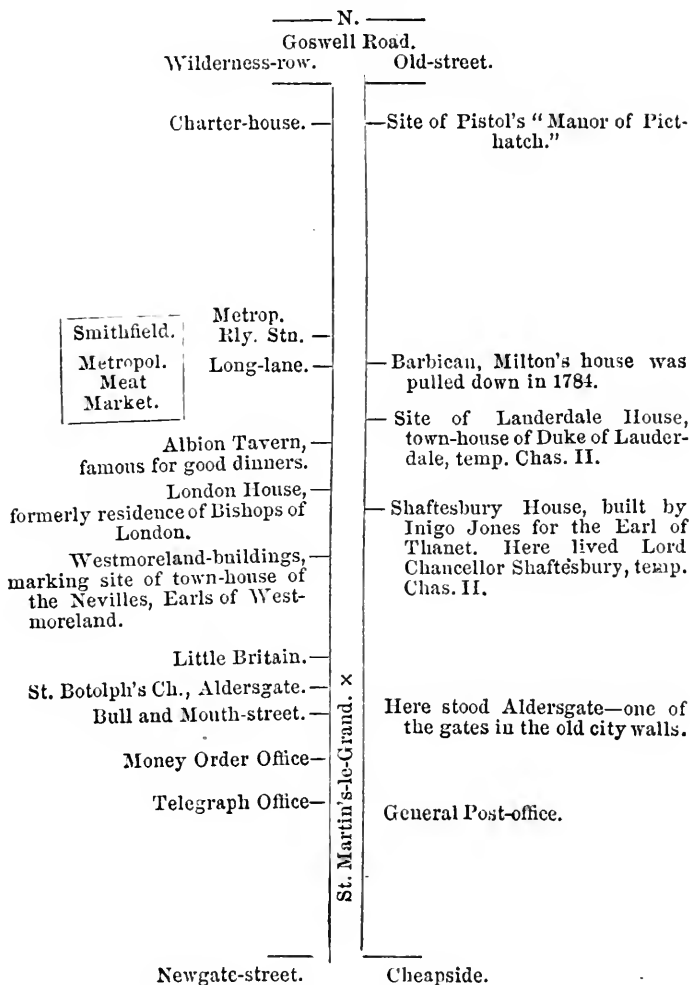 N.
Goswell Road.
Wilderness-row. Old-street.
Charter-house.
Site of Pistol's "Manor of Pict-
hatch."
Smithfield.
Metropol.
Meat
Market.
Metrop.
Rly. Stn.
Long-lane.
Barbican, Milton's house was
pulled down in 1784.
Site of Lauderdale House,
town-house of Duke of Lauder-
dale, temp. Chas. II.
Albion Tavern,
famous for good dinners.
London House,
formerly residence of Bishops of
London.
Shaftesbury House, built by
Inigo Jones for the Earl of
Thanet. Here lived Lord
Chancellor Shaftesbury, temp.
Chas. II.
Westmoreland-buildings,
marking site of town-house of
the Nevilles, Earls of West-
moreland.
Little Britain.
St. Botolph's Ch., Aldersgate.
Bull and Mouth-street.
Here stood Aldersgate—one of
the gates in the old city walls.
Money Order Office
Telegraph Office
General Post-office.
St. Martin's-le-Grand. ×
Newgate-street. Cheapside.